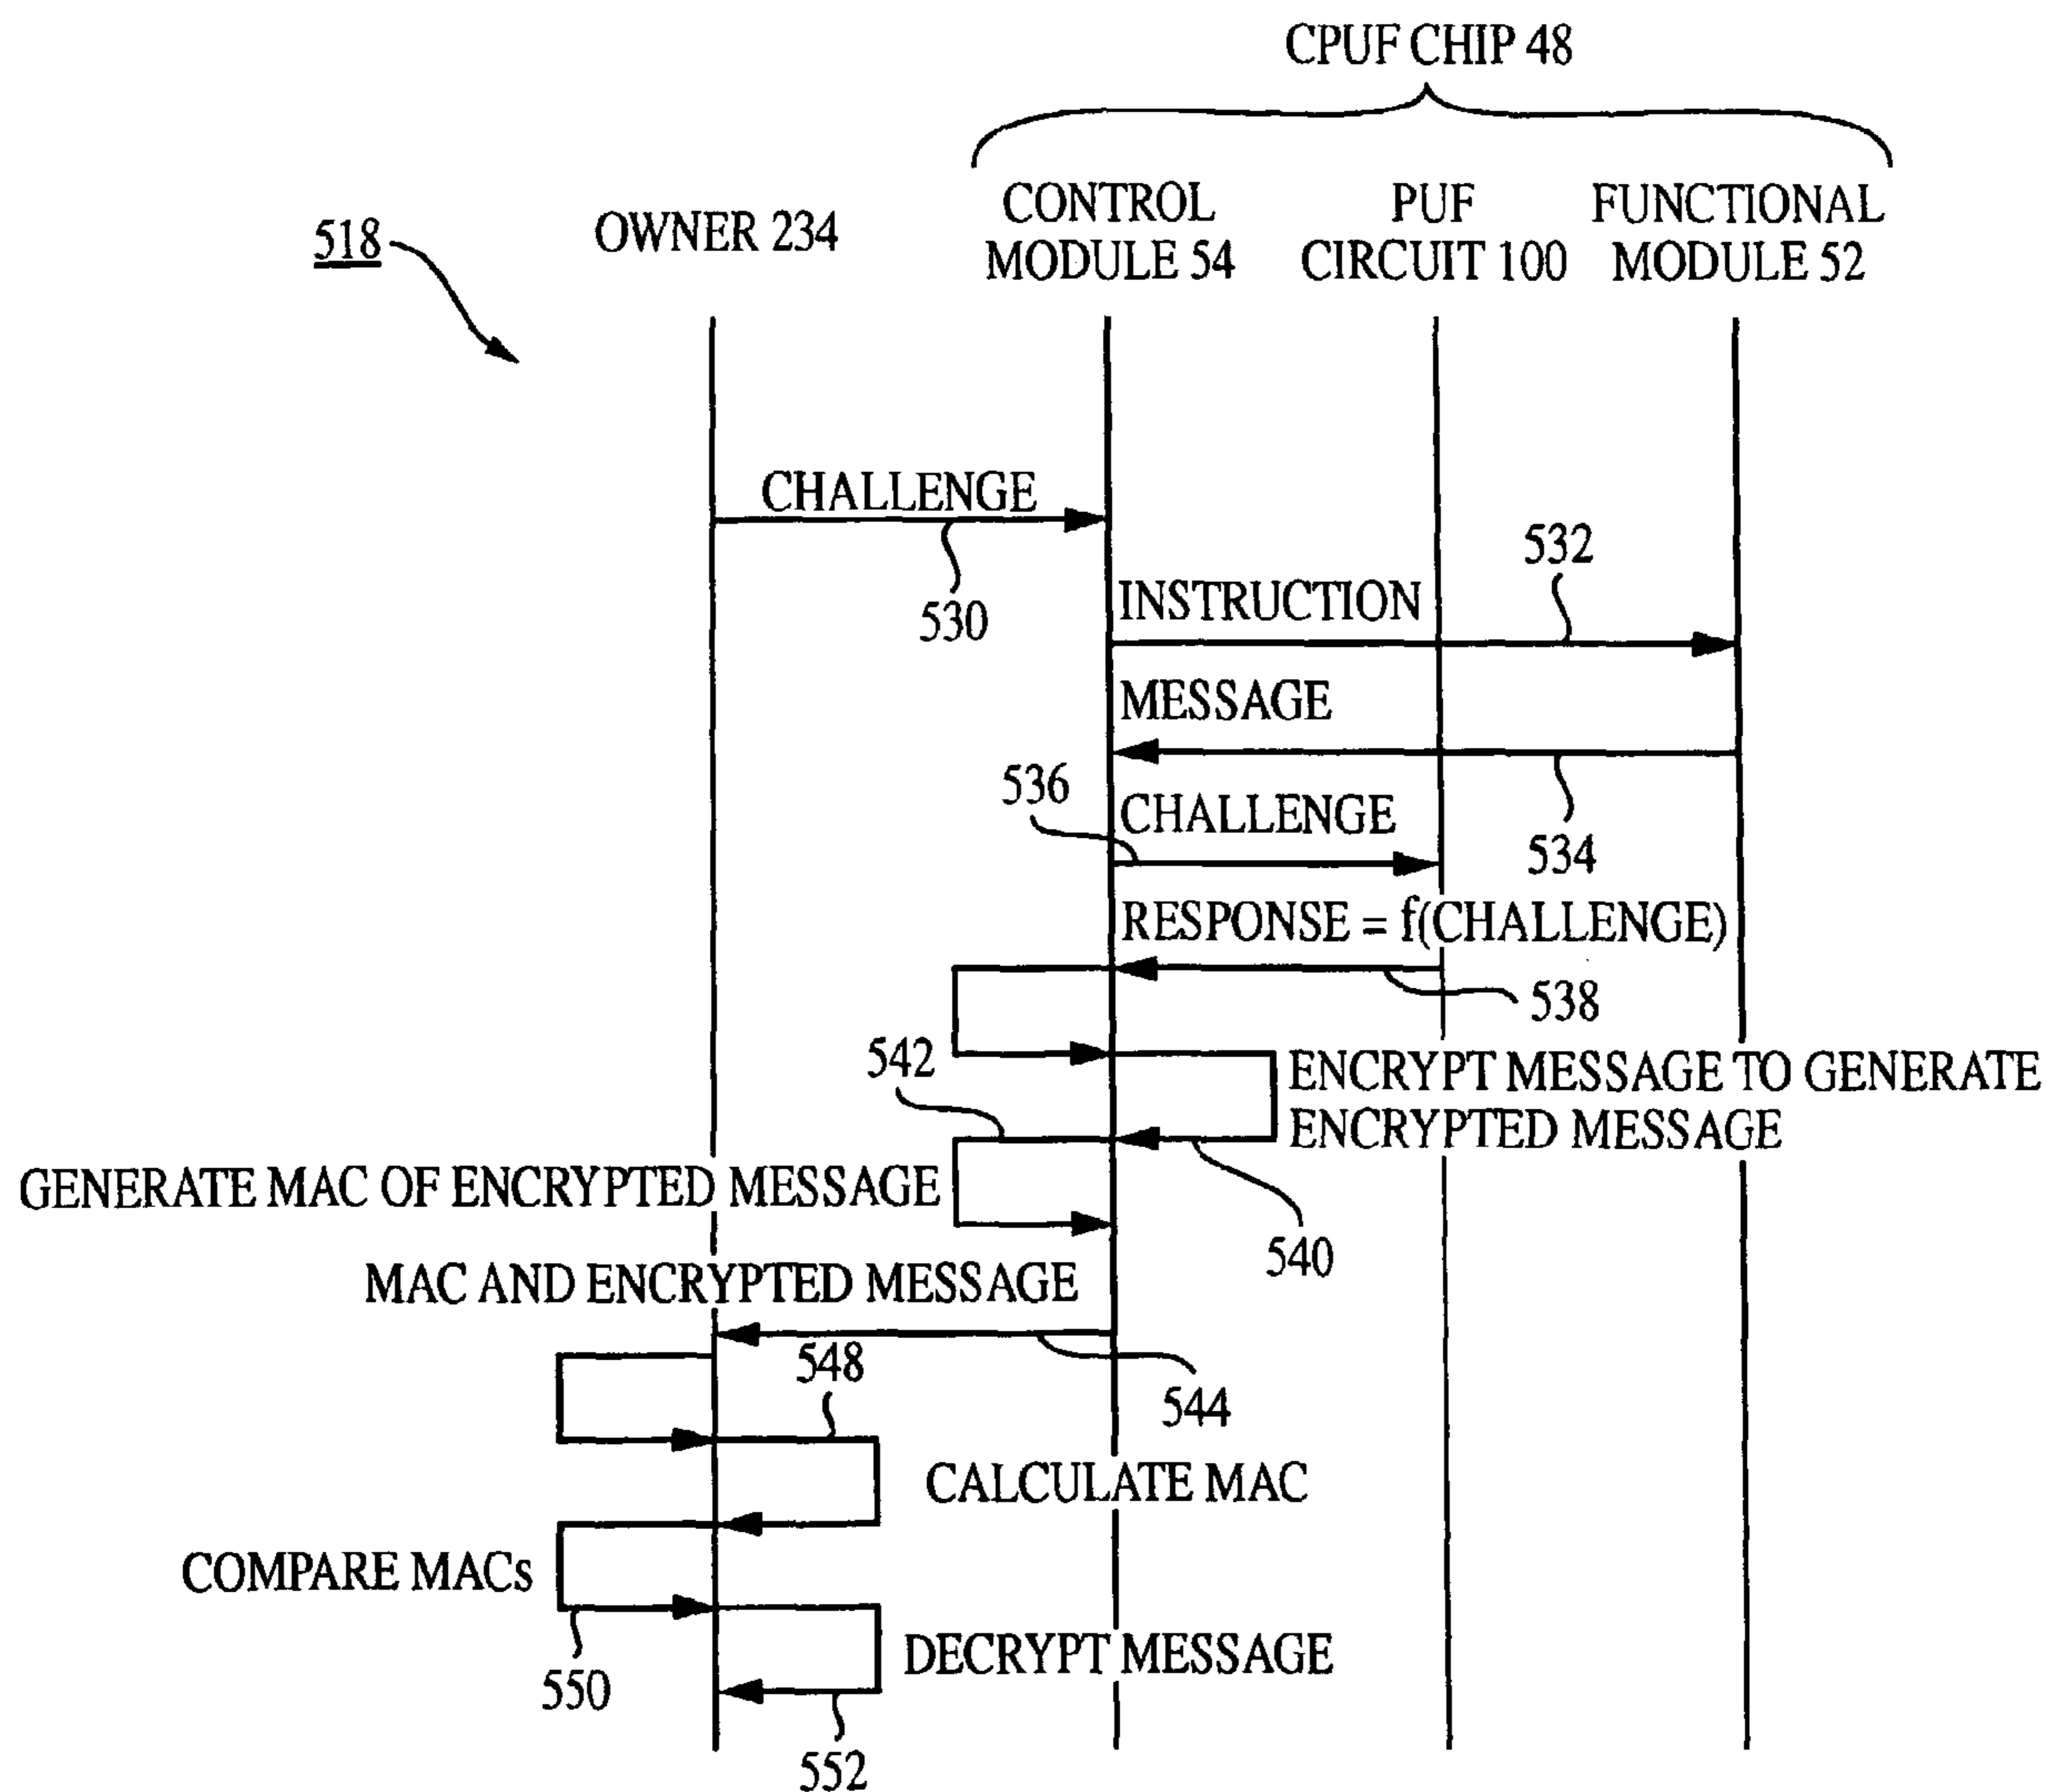 CPUF CHIP 48
518
OWNER 234
CONTROL
MODULE 54
PUF
CIRCUIT 100
FUNCTIONAL
MODULE 52
CHALLENGE
530
532
INSTRUCTION
MESSAGE
534
536
CHALLENGE
RESPONSE = f(CHALLENGE)
538
542
ENCRYPT MESSAGE TO GENERATE
ENCRYPTED MESSAGE
GENERATE MAC OF ENCRYPTED MESSAGE
540
MAC AND ENCRYPTED MESSAGE
548
544
CALCULATE MAC
COMPARE MACs
550
DECRYPT MESSAGE
552